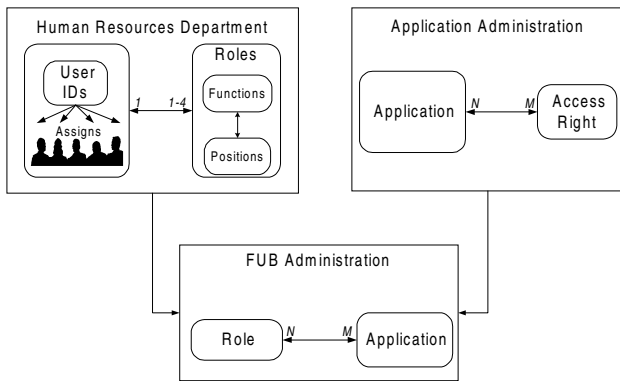 Human Resources Department
User
IDs
Assigns
1
1-4
Roles
Functions
Positions
Application Administration
Application
N
M
Access
Right
FUB Administration
Role
N
M
Application